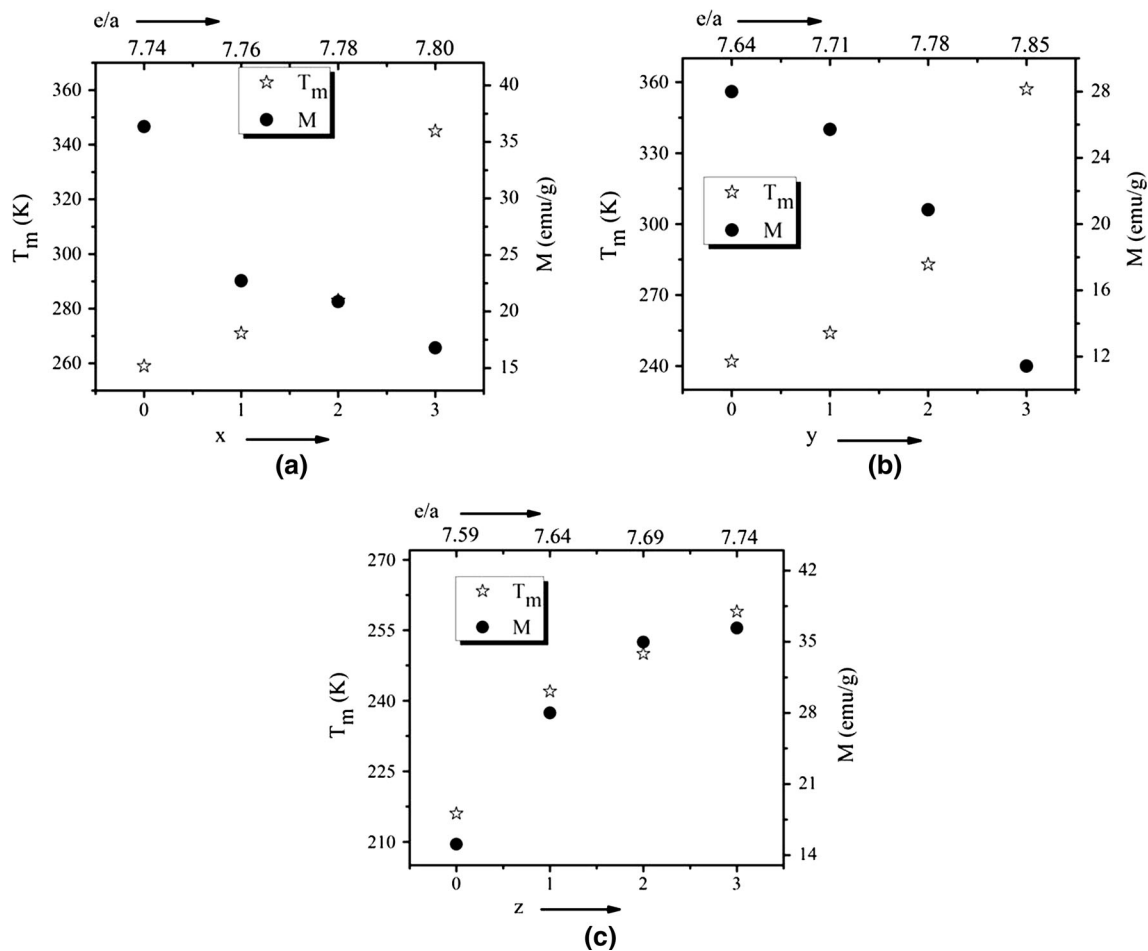 e/a
7.74 7.76 7.78 7.80
360
340
320
300
280
260
T_m (K)
T_m
M
40
35
30
25
20
15
M (emu/g)
0 1 2 3
x
(a)
e/a
7.64 7.71 7.78 7.85
360
330
300
270
240
T_m (K)
T_m
M
28
24
20
16
12
M (emu/g)
0 1 2 3
y
(b)
e/a
7.59 7.64 7.69 7.74
270
255
240
225
210
T_m (K)
T_m
M
42
35
28
21
14
M (emu/g)
0 1 2 3
z
(c)